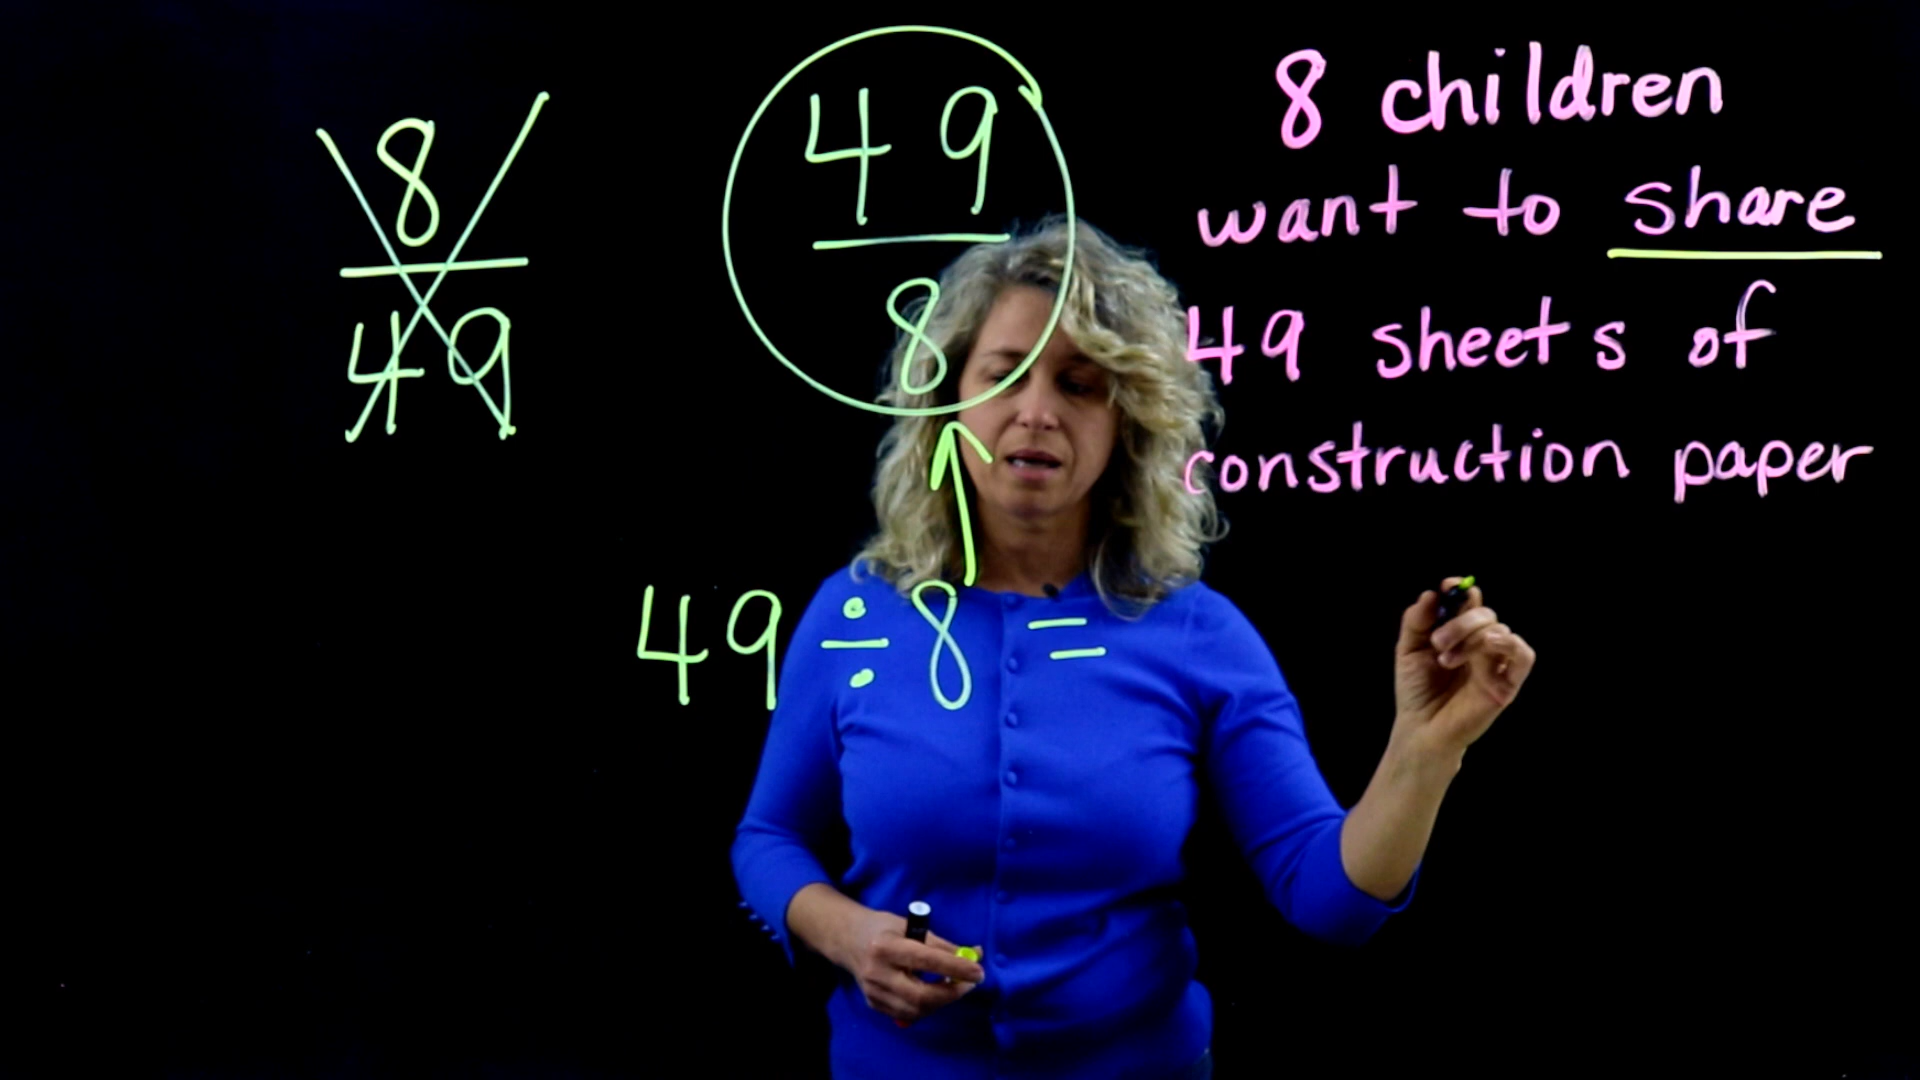 8
49
49
8
8 children
want to share
49 sheets of
construction paper
49 ÷ 8 =